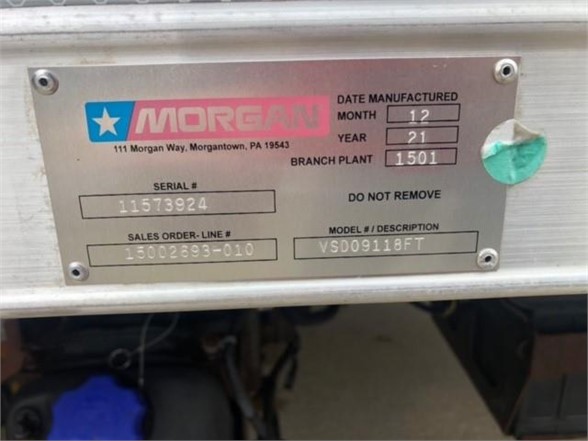 MORGAN
111 Morgan Way, Morgantown, PA 19543
DATE MANUFACTURED
MONTH 12
YEAR 21
BRANCH PLANT 1501
SERIAL #
11573924
DO NOT REMOVE
SALES ORDER- LINE #
15002693-010
MODEL # / DESCRIPTION
VSD09118FT